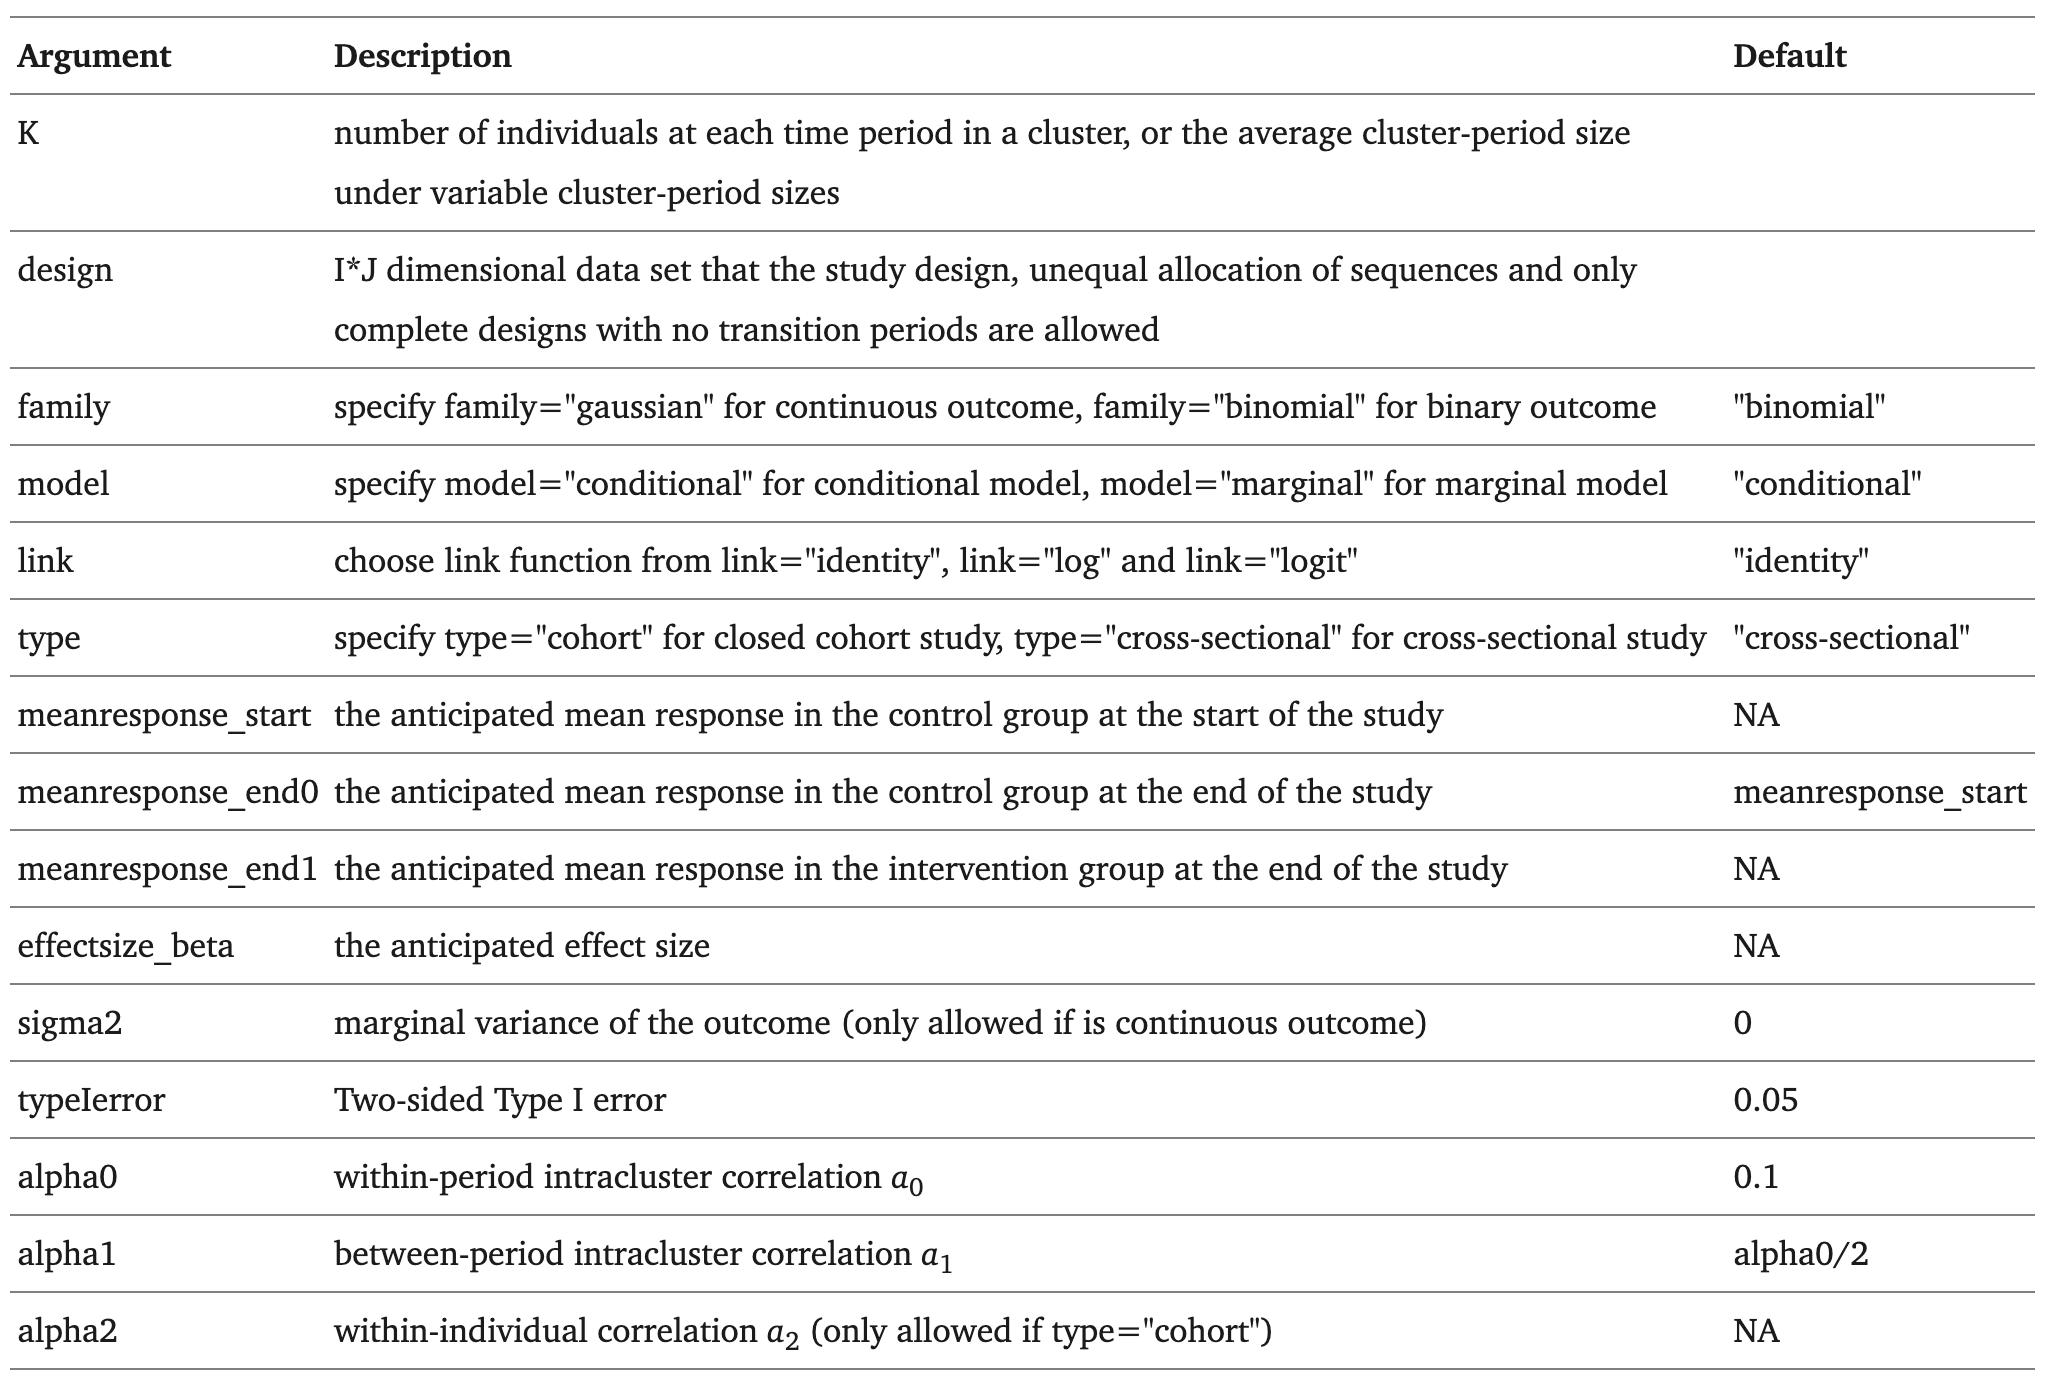 Argument Description Default
K number of individuals at each time period in a cluster, or the average cluster-period size
under variable cluster-period sizes
design I*J dimensional data set that the study design, unequal allocation of sequences and only
complete designs with no transition periods are allowed
family specify family="gaussian" for continuous outcome, family="binomial" for binary outcome "binomial"
model specify model="conditional" for conditional model, model="marginal" for marginal model "conditional"
link choose link function from link="identity", link="log" and link="logit" "identity"
type specify type="cohort" for closed cohort study, type="cross-sectional" for cross-sectional study "cross-sectional"
meanresponse_start the anticipated mean response in the control group at the start of the study NA
meanresponse_end0 the anticipated mean response in the control group at the end of the study meanresponse_start
meanresponse_end1 the anticipated mean response in the intervention group at the end of the study NA
effectsize_beta the anticipated effect size NA
sigma2 marginal variance of the outcome (only allowed if is continuous outcome) 0
typeIerror Two-sided Type I error 0.05
alpha0 within-period intracluster correlation a₀ 0.1
alpha1 between-period intracluster correlation a₁ alpha0/2
alpha2 within-individual correlation a₂ (only allowed if type="cohort") NA